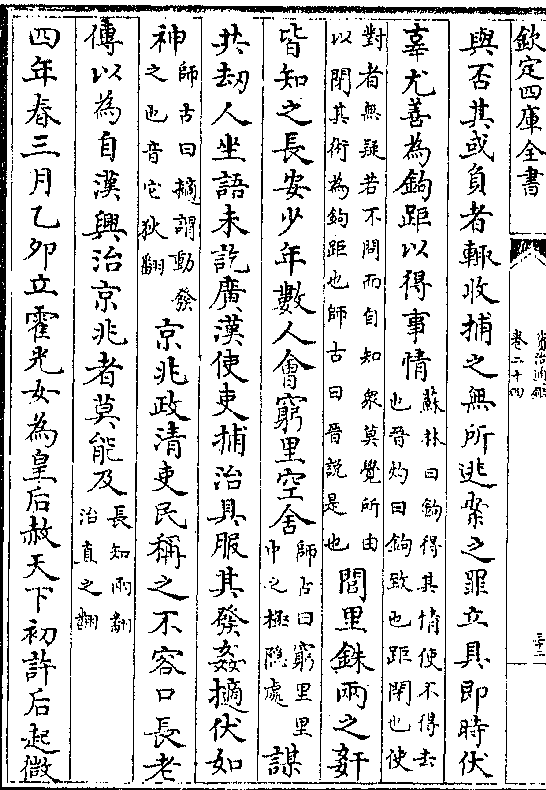 欽定四庫全書
資治通鑑
卷二十四
三十二
與否其或負者輒收捕之無所逃案之罪立具即時伏
辜尤善為鉤距以得事情
蘇林曰鉤得其情使不得去
也晉灼曰鉤致也距閉也使
對者無疑若不問而自知衆莫覺所由
以閉其術為鉤距也師古曰晉説是也
閭里銖兩之姦
皆知之長安少年數人會窮里空舍
師古曰窮里里
中之極隱處
謀
共刼人坐語未訖廣漢使吏捕治具服其發姦擿伏如
神
師古曰擿謂動發
之也音它狄翻
京兆政清吏民稱之不容口長老
傳以為自漢興治京兆者莫能及
長知兩翻
治直之翻
四年春三月乙卯立霍光女為皇后赦天下初許后起微